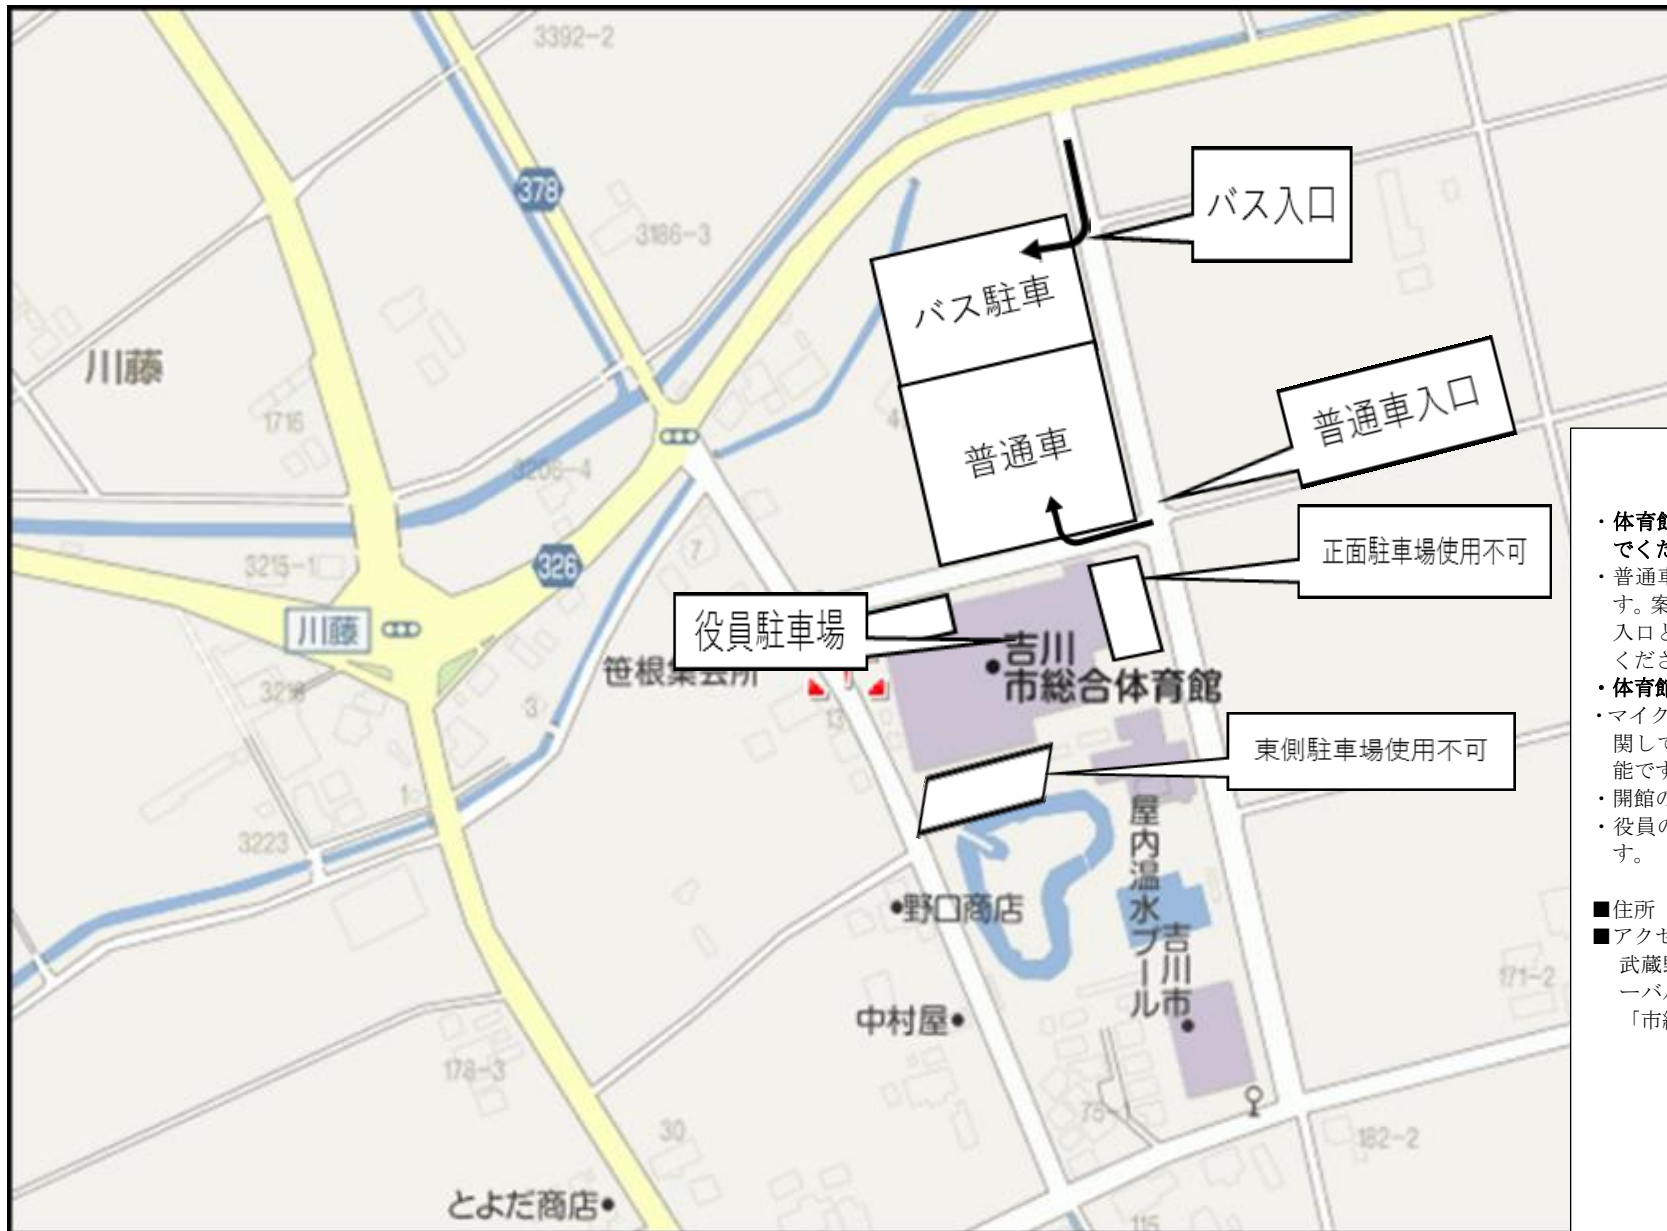 3392-2
378
バス入口
3186-3
バス駐車
川藤
1716
普通車入口
普通車
3206-4
正面駐車場使用不可
7
326
3215-1
役員駐車場
川藤
吉川
市総合体育館
笹根集会所
3218
3
13
東側駐車場使用不可
1
3223
屋内温水プール
吉川市
野口商店
中村屋
171-2
178-3
30
182-2
とよだ商店
115
・体育館
でくだ
・普通車
す。案
入口と
くださ
・体育館
・マイク
関して
能です
・開館の
・役員の
す。
■住所
■アクセ
武蔵野
ーバ
「市総